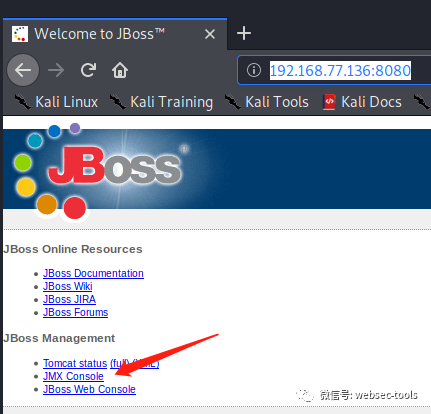 Welcome to JBoss™
192.168.77.136:8080
Kali Linux Kali Training Kali Tools Kali Docs
JBoss
JBoss Online Resources
JBoss Documentation
JBoss Wiki
JBoss JIRA
JBoss Forums
JBoss Management
Tomcat status (full) (XML)
JMX Console
JBoss Web Console
微信号: websec-tools